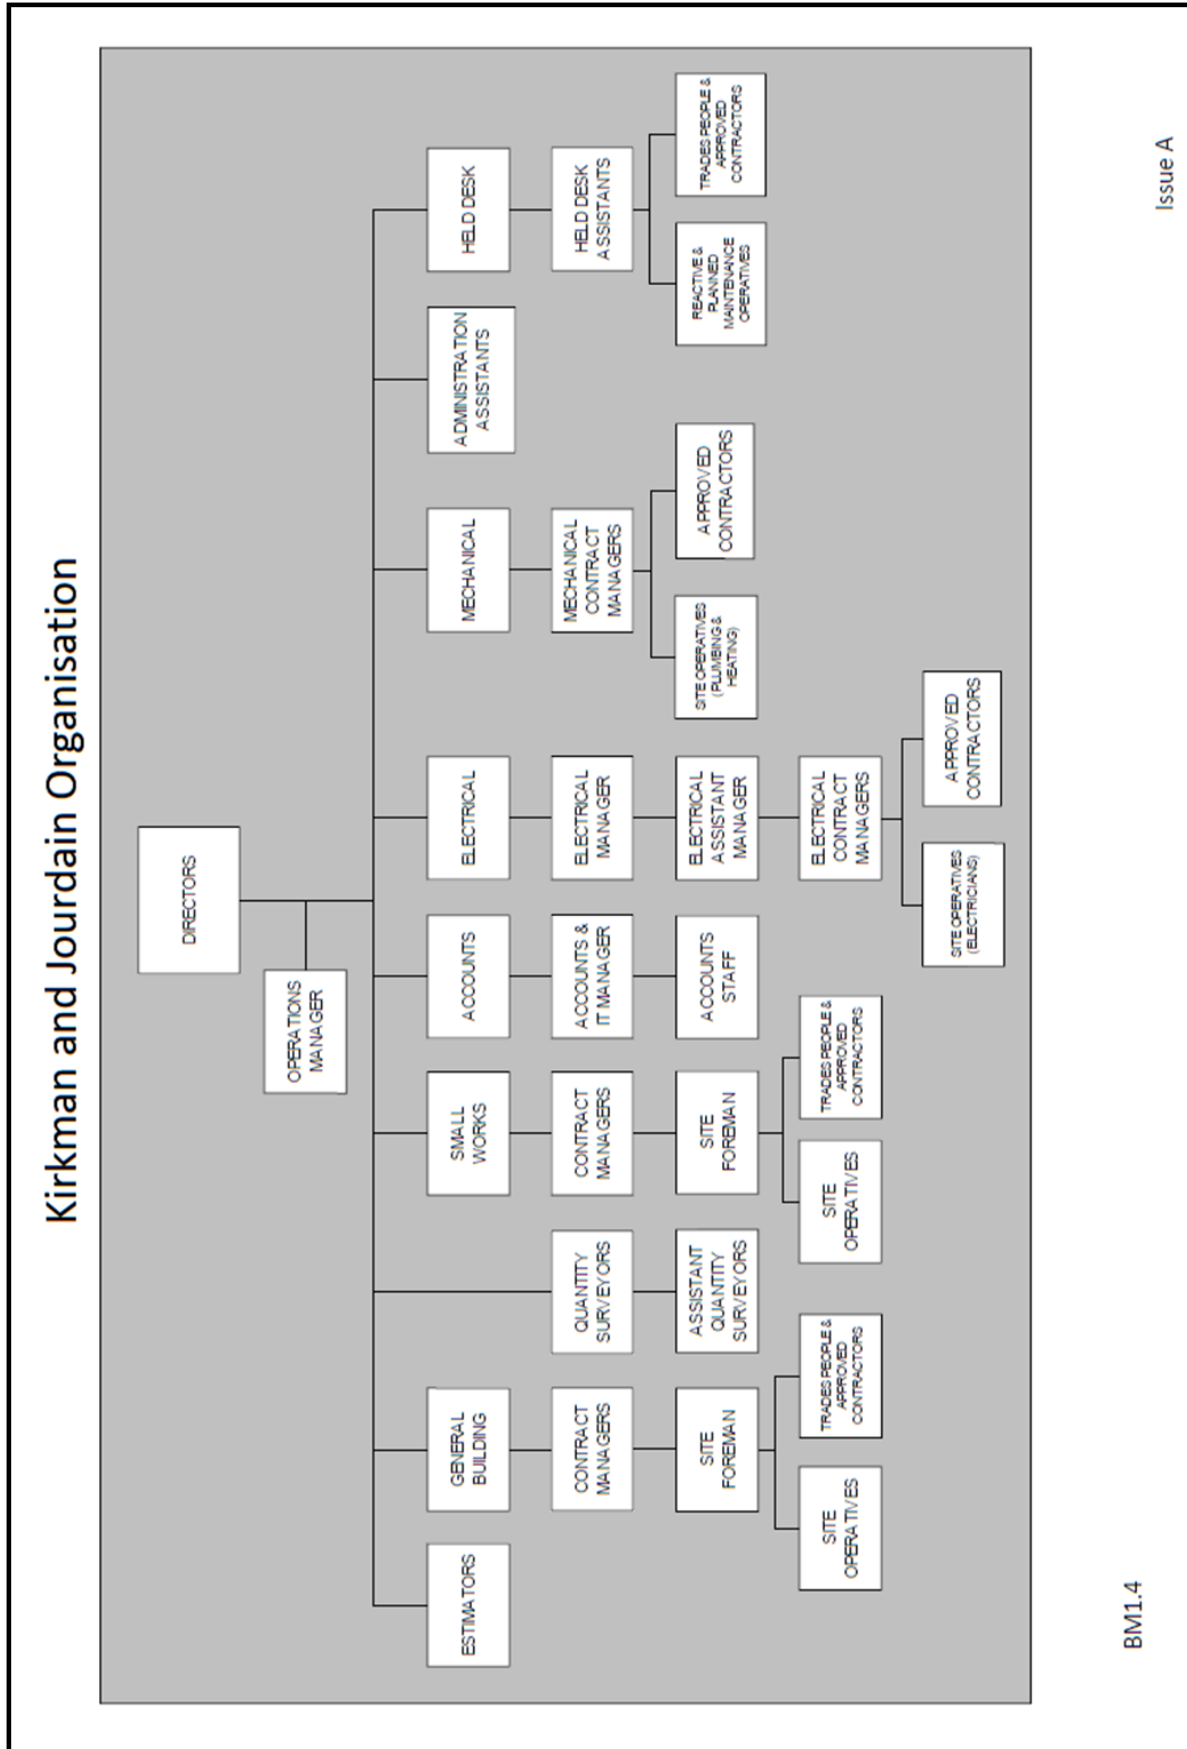 Kirkman and Jourdain Organisation
DIRECTORS
OPERATIONS
MANAGER
ESTIMATORS
GENERAL
BUILDING
SMALL
WORKS
ACCOUNTS
ELECTRICAL
MECHANICAL
ADMINISTRATION
ASSISTANTS
HELD DESK
CONTRACT
MANAGERS
QUANTITY
SURVEYORS
CONTRACT
MANAGERS
ACCOUNTS &
IT MANAGER
ELECTRICAL
MANAGER
MECHANICAL
CONTRACT
MANAGERS
HELD DESK
ASSISTANTS
SITE
FOREMAN
ASSISTANT
QUANTITY
SURVEYORS
SITE
FOREMAN
ACCOUNTS
STAFF
ELECTRICAL
ASSISTANT
MANAGER
SITE OPERATIVES
(PLUMBING &
HEATING)
APPROVED
CONTRACTORS
REACTIVE &
PLANNED
MAINTENANCE
OPERATIVES
TRADES PEOPLE &
APPROVED
CONTRACTORS
SITE
OPERATIVES
TRADES PEOPLE &
APPROVED
CONTRACTORS
SITE
OPERATIVES
TRADES PEOPLE &
APPROVED
CONTRACTORS
ELECTRICAL
CONTRACT
MANAGERS
SITE OPERATIVES
(ELECTRICIANS)
APPROVED
CONTRACTORS
BM1.4
Issue A